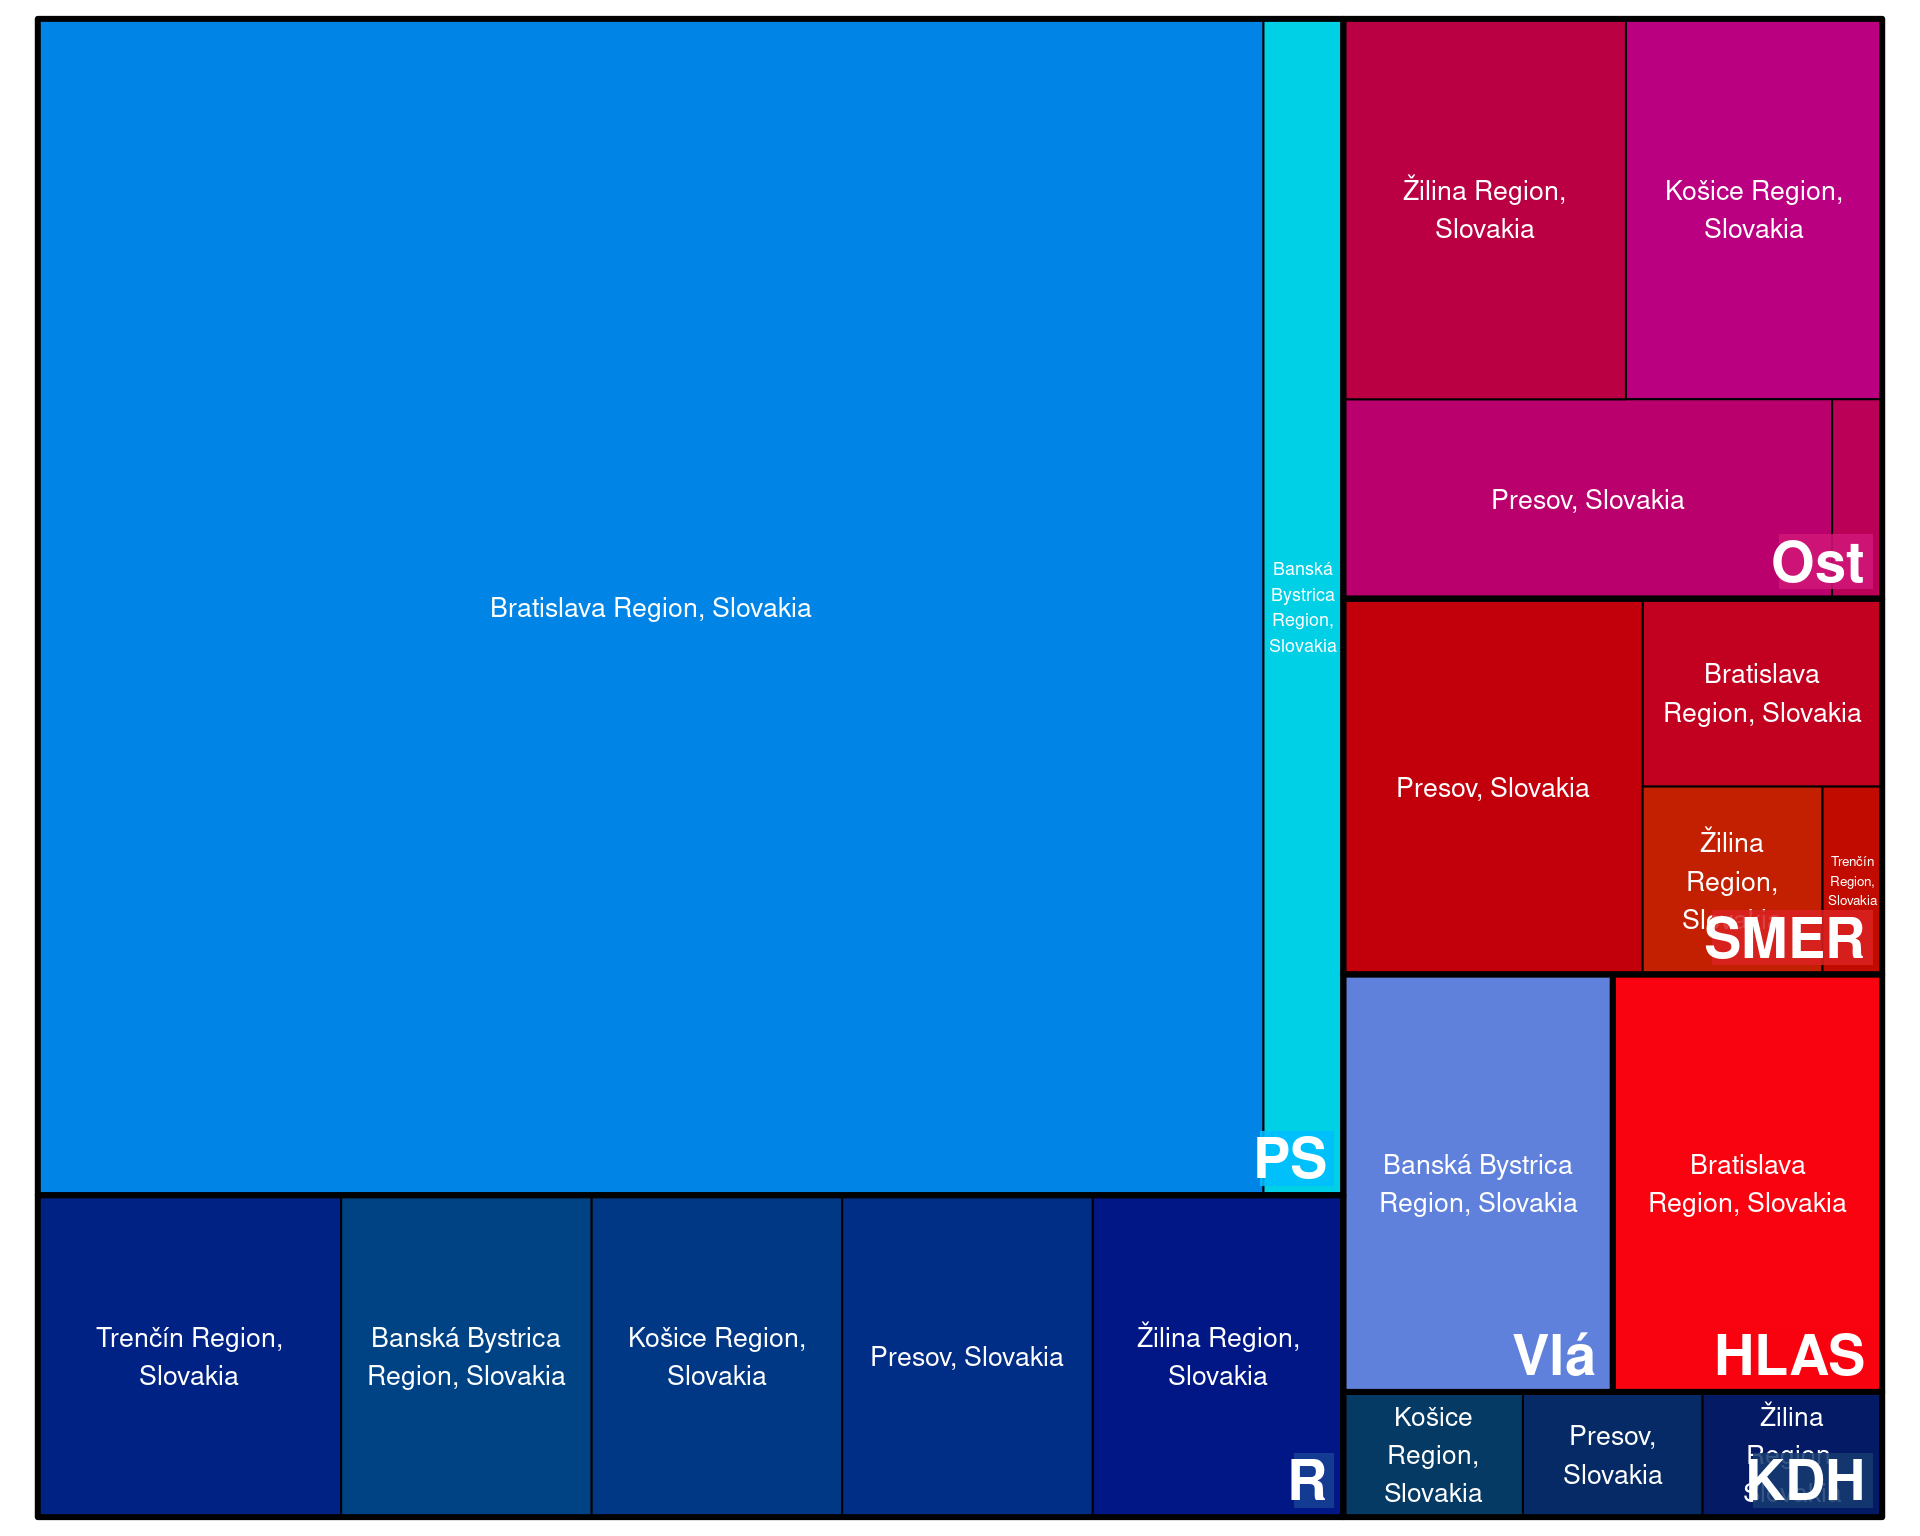 Bratislava Region, Slovakia
Banská
Bystrica
Region,
Slovakia
PS
Trenčín Region,
Slovakia
Banská Bystrica
Region, Slovakia
Košice Region,
Slovakia
Presov, Slovakia
Žilina Region,
Slovakia
R
Žilina Region,
Slovakia
Košice Region,
Slovakia
Presov, Slovakia
Ost
Presov, Slovakia
Bratislava
Region, Slovakia
Žilina
Region,
Slovakia
Trenčín
Region,
Slovakia
SMER
Banská Bystrica
Region, Slovakia
Vlá
Bratislava
Region, Slovakia
HLAS
Košice
Region,
Slovakia
Presov,
Slovakia
Žilina
Region,
Slovakia
KDH